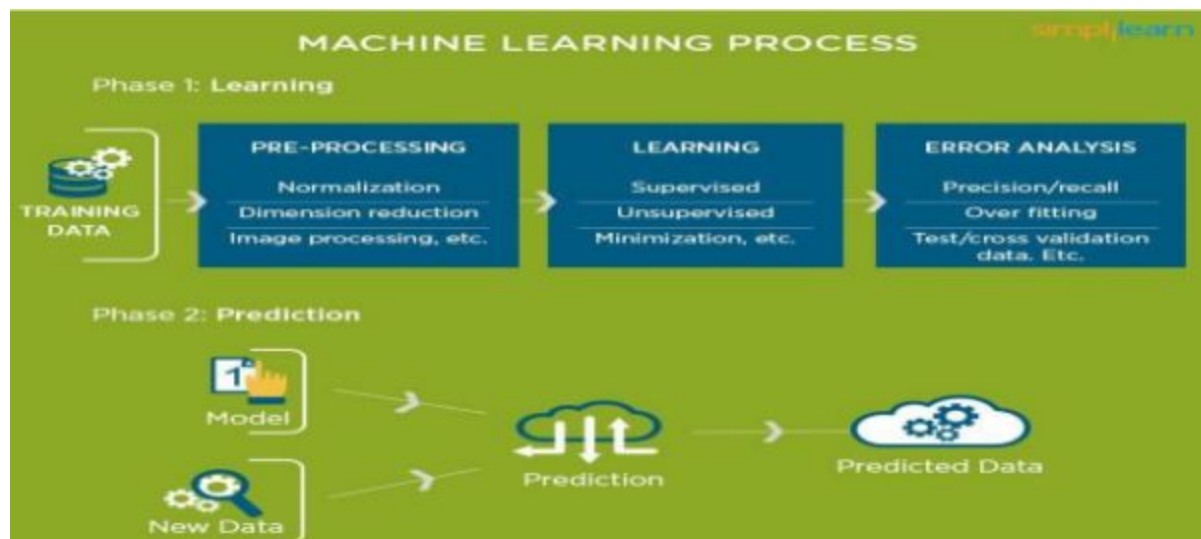 simplilearn
MACHINE LEARNING PROCESS
Phase 1: Learning
TRAINING
DATA
PRE-PROCESSING
Normalization
Dimension reduction
Image processing, etc.
LEARNING
Supervised
Unsupervised
Minimization, etc.
ERROR ANALYSIS
Precision/recall
Over fitting
Test/cross validation
data. Etc.
Phase 2: Prediction
1
Model
New Data
Prediction
Predicted Data